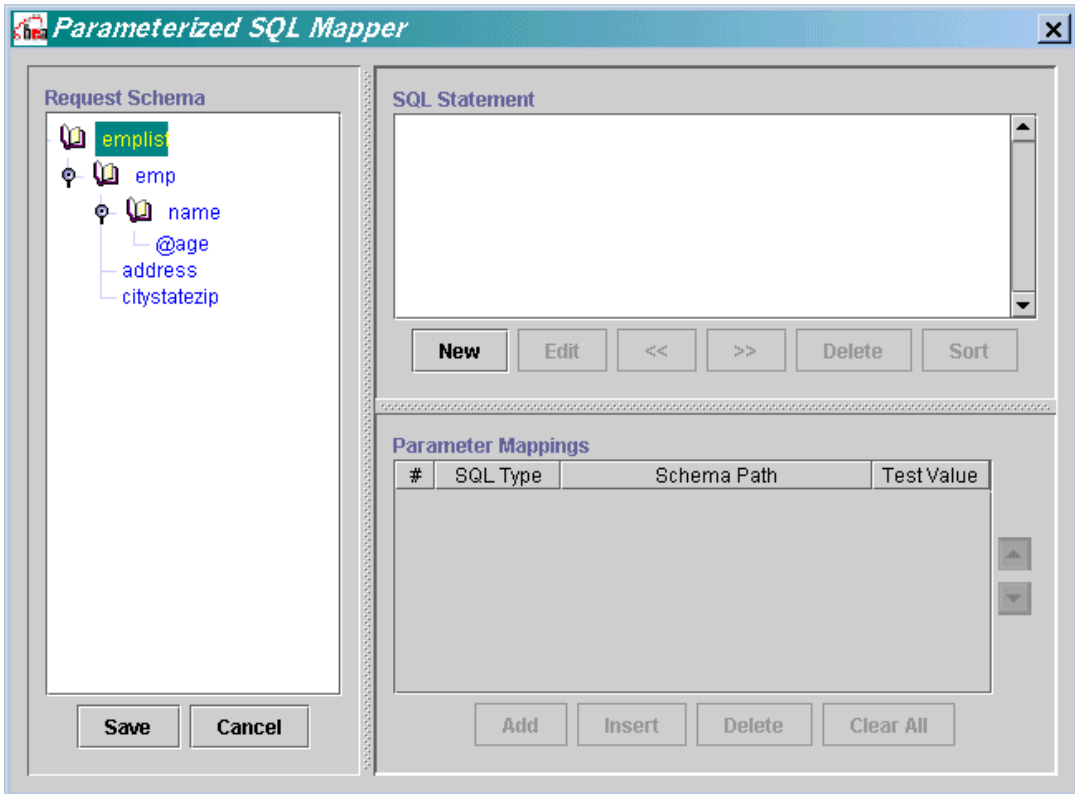 Parameterized SQL Mapper
Request Schema
emplist
emp
name
@age
address
citystatezip
Save Cancel
SQL Statement
New Edit << >> Delete Sort
Parameter Mappings
# SQL Type Schema Path Test Value
Add Insert Delete Clear All